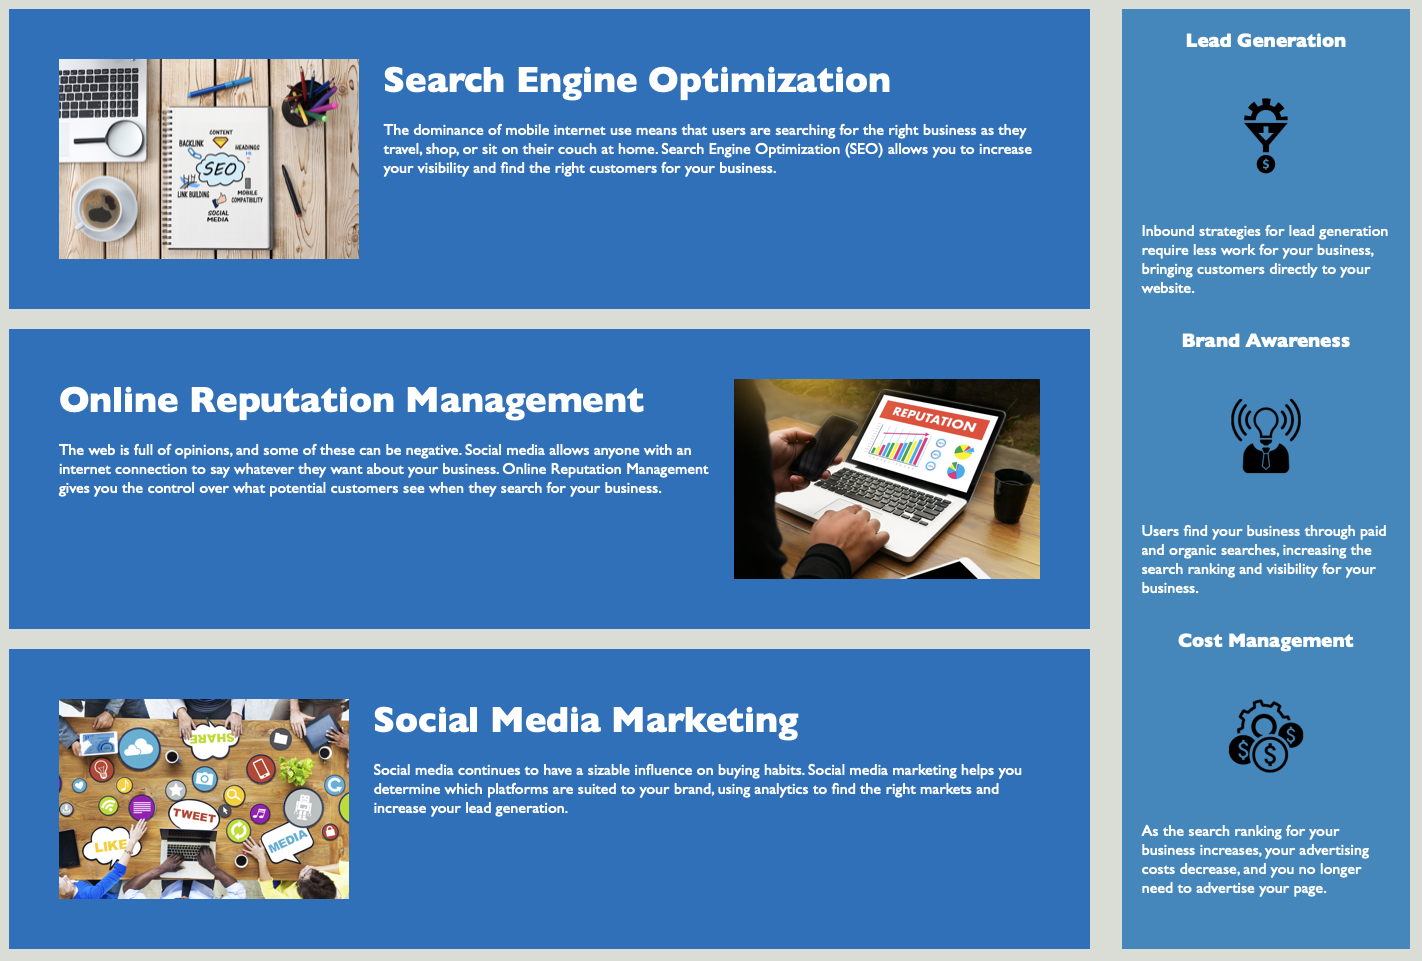 Search Engine Optimization
The dominance of mobile internet use means that users are searching for the right business as they
travel, shop, or sit on their couch at home. Search Engine Optimization (SEO) allows you to increase
your visibility and find the right customers for your business.
CONTENT
BACKLINK
HEADINGS
SEO
LINK BUILDING
MOBILE
COMPATIBILITY
SOCIAL
MEDIA
Online Reputation Management
The web is full of opinions, and some of these can be negative. Social media allows anyone with an
internet connection to say whatever they want about your business. Online Reputation Management
gives you the control over what potential customers see when they search for your business.
REPUTATION
Social Media Marketing
Social media continues to have a sizable influence on buying habits. Social media marketing helps you
determine which platforms are suited to your brand, using analytics to find the right markets and
increase your lead generation.
SHARE
TWEET
LIKE
MEDIA
Lead Generation
$
Inbound strategies for lead generation
require less work for your business,
bringing customers directly to your
website.
Brand Awareness
Users find your business through paid
and organic searches, increasing the
search ranking and visibility for your
business.
Cost Management
$ $ $
As the search ranking for your
business increases, your advertising
costs decrease, and you no longer
need to advertise your page.